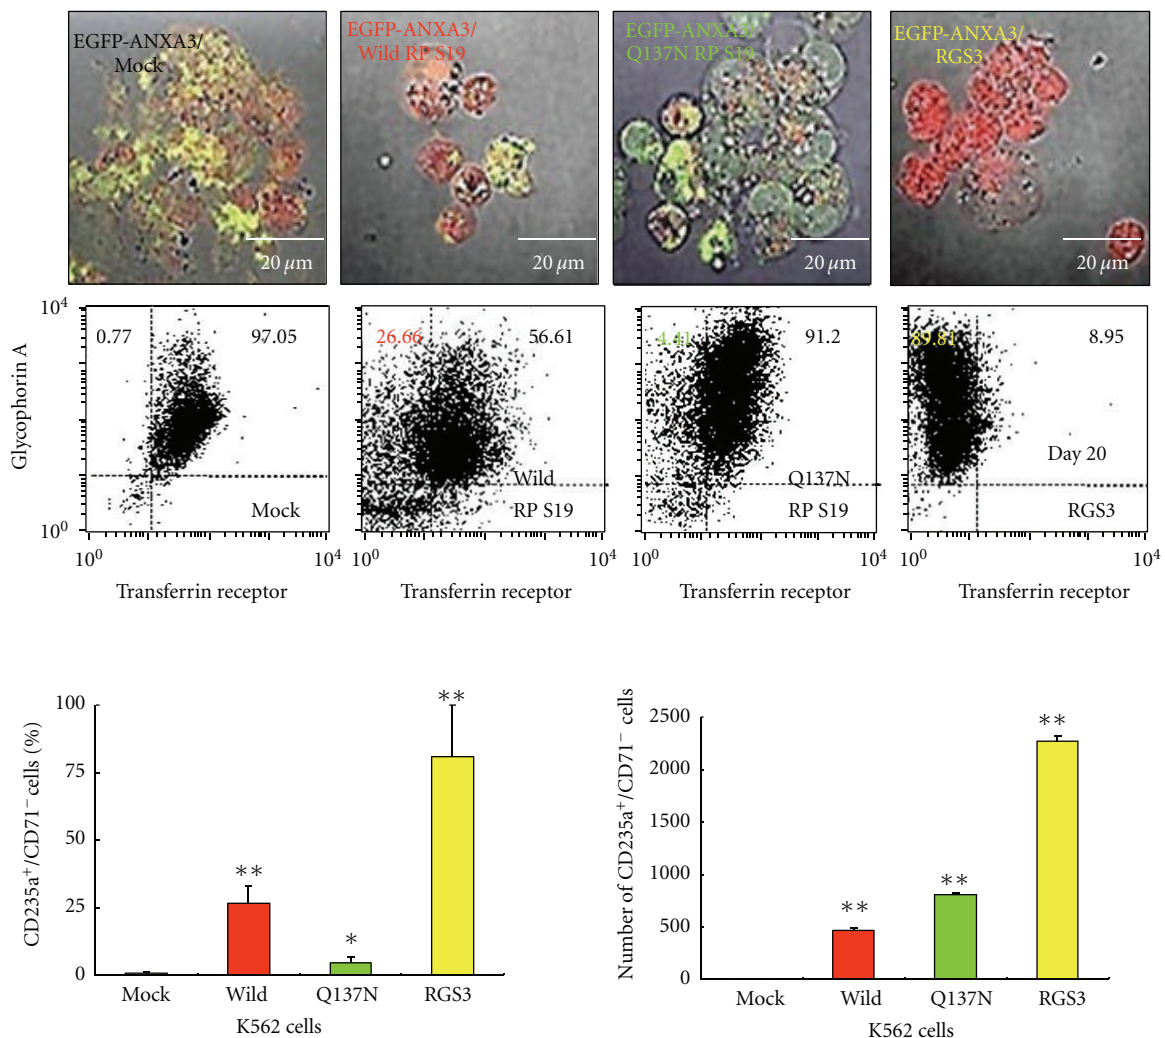 EGFP-ANXA3/
Mock
20 µm
EGFP-ANXA3/
Wild RP S19
20 µm
EGFP-ANXA3/
Q137N RP S19
20 µm
EGFP-ANXA3/
RGS3
20 µm
Glycophorin A
10⁴
10⁰
0.77
97.05
Mock
10⁰
10⁴
Transferrin receptor
26.66
56.61
Wild
RP S19
10⁰
10⁴
Transferrin receptor
4.41
91.2
Q137N
RP S19
10⁰
10⁴
Transferrin receptor
89.81
8.95
Day 20
RGS3
10⁰
10⁴
Transferrin receptor
CD235a⁺/CD71⁻ cells (%)
100
75
50
25
0
**
*
**
Mock
Wild
Q137N
RGS3
K562 cells
Number of CD235a⁺/CD71⁻ cells
2500
2000
1500
1000
500
0
**
**
**
Mock
Wild
Q137N
RGS3
K562 cells